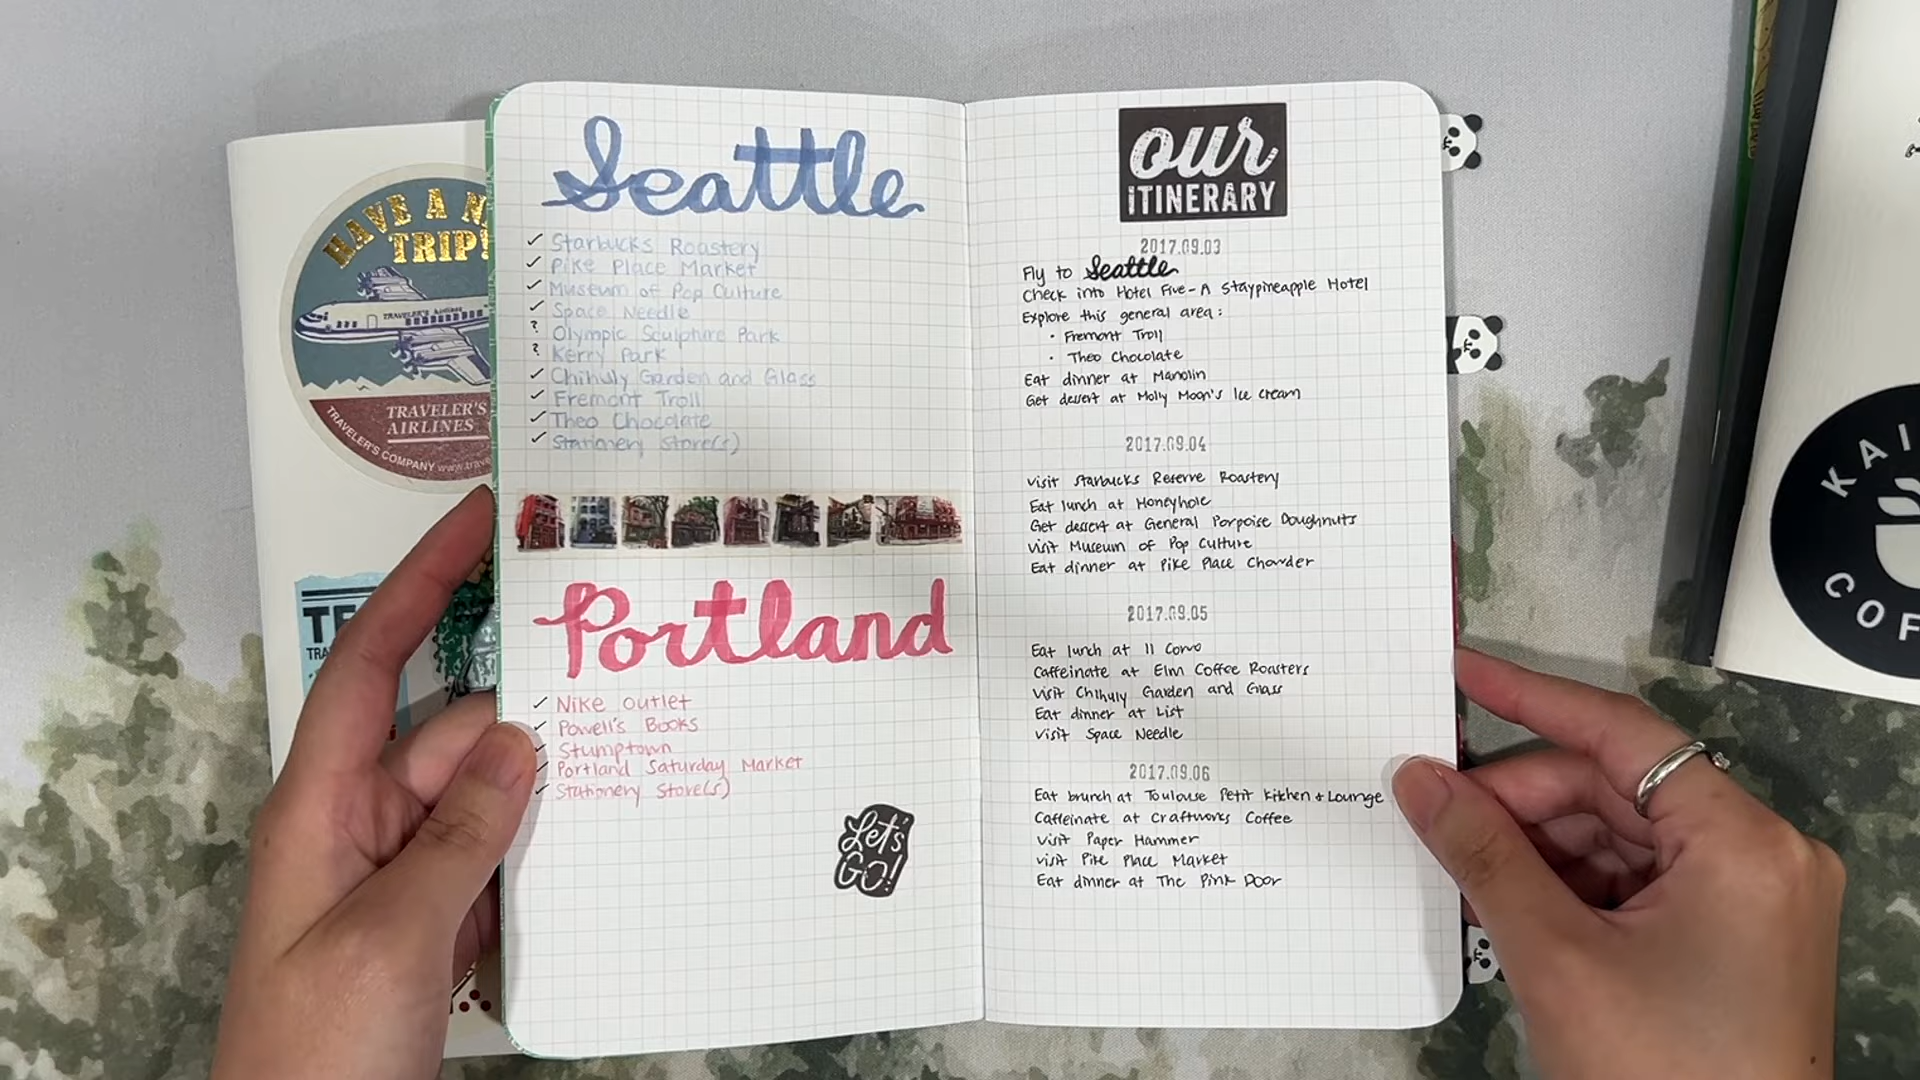 Seattle
✓ Starbucks Roastery
✓ Pike Place Market
✓ Museum of Pop Culture
✓ Space Needle
? Olympic Sculpture Park
? Kerry Park
✓ Chihuly Garden and Glass
✓ Fremont Troll
✓ Theo Chocolate
✓ Stationery Store(s)
Portland
✓ Nike Outlet
✓ Powell's Books
✓ Stumptown
✓ Portland Saturday Market
✓ Stationery Store(s)
Let's
GO!
our
ITINERARY
2017.09.03
Fly to Seattle
Check into Hotel Five - A Staypineapple Hotel
Explore this general area:
• Fremont Troll
• Theo Chocolate
Eat dinner at Manolin
Get dessert at Molly Moon's Ice Cream
2017.09.04
Visit Starbucks Reserve Roastery
Eat lunch at Honeyhole
Get dessert at General Porpoise Doughnuts
Visit Museum of Pop Culture
Eat dinner at Pike Place Chowder
2017.09.05
Eat lunch at Il Corvo
Caffeinate at Elm Coffee Roasters
Visit Chihuly Garden and Glass
Eat dinner at List
Visit Space Needle
2017.09.06
Eat brunch at Toulouse Petit Kitchen + Lounge
Caffeinate at Craftworks Coffee
Visit Paper Hammer
Visit Pike Place Market
Eat dinner at The Pink Door
HAVE A
TRIP!
TRAVELER'S Airlines
TRAVELER'S
AIRLINES
TRAVELER'S COMPANY www.